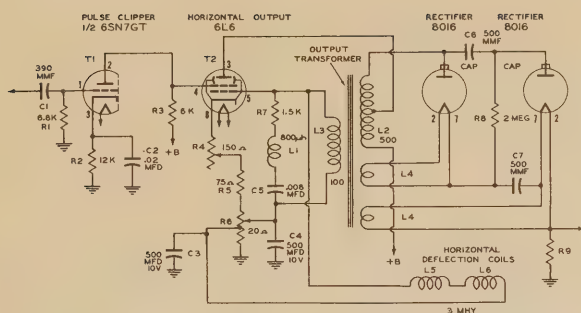 PULSE CLIPPER
1/2 6SN7GT
HORIZONTAL OUTPUT
6L6
RECTIFIER
8016
RECTIFIER
8016
OUTPUT
TRANSFORMER
T1
2
1
3
390
MMF
C1
6.8K
R1
R2
12K
C2
.02
MFD
R3
6K
+B
T2
3
4
5
8
R4
150Ω
75Ω
R5
R6
20Ω
R7
1.5K
800μh
L1
C5
.008
MFD
C4
500
MFD
10V
500
MFD
10V
C3
L3
100
L2
500
L4
L4
+B
C6
500
MMF
CAP
CAP
2
7
2
7
R8
2 MEG
C7
500
MMF
R9
HORIZONTAL
DEFLECTION COILS
L5
L6
3 MHY